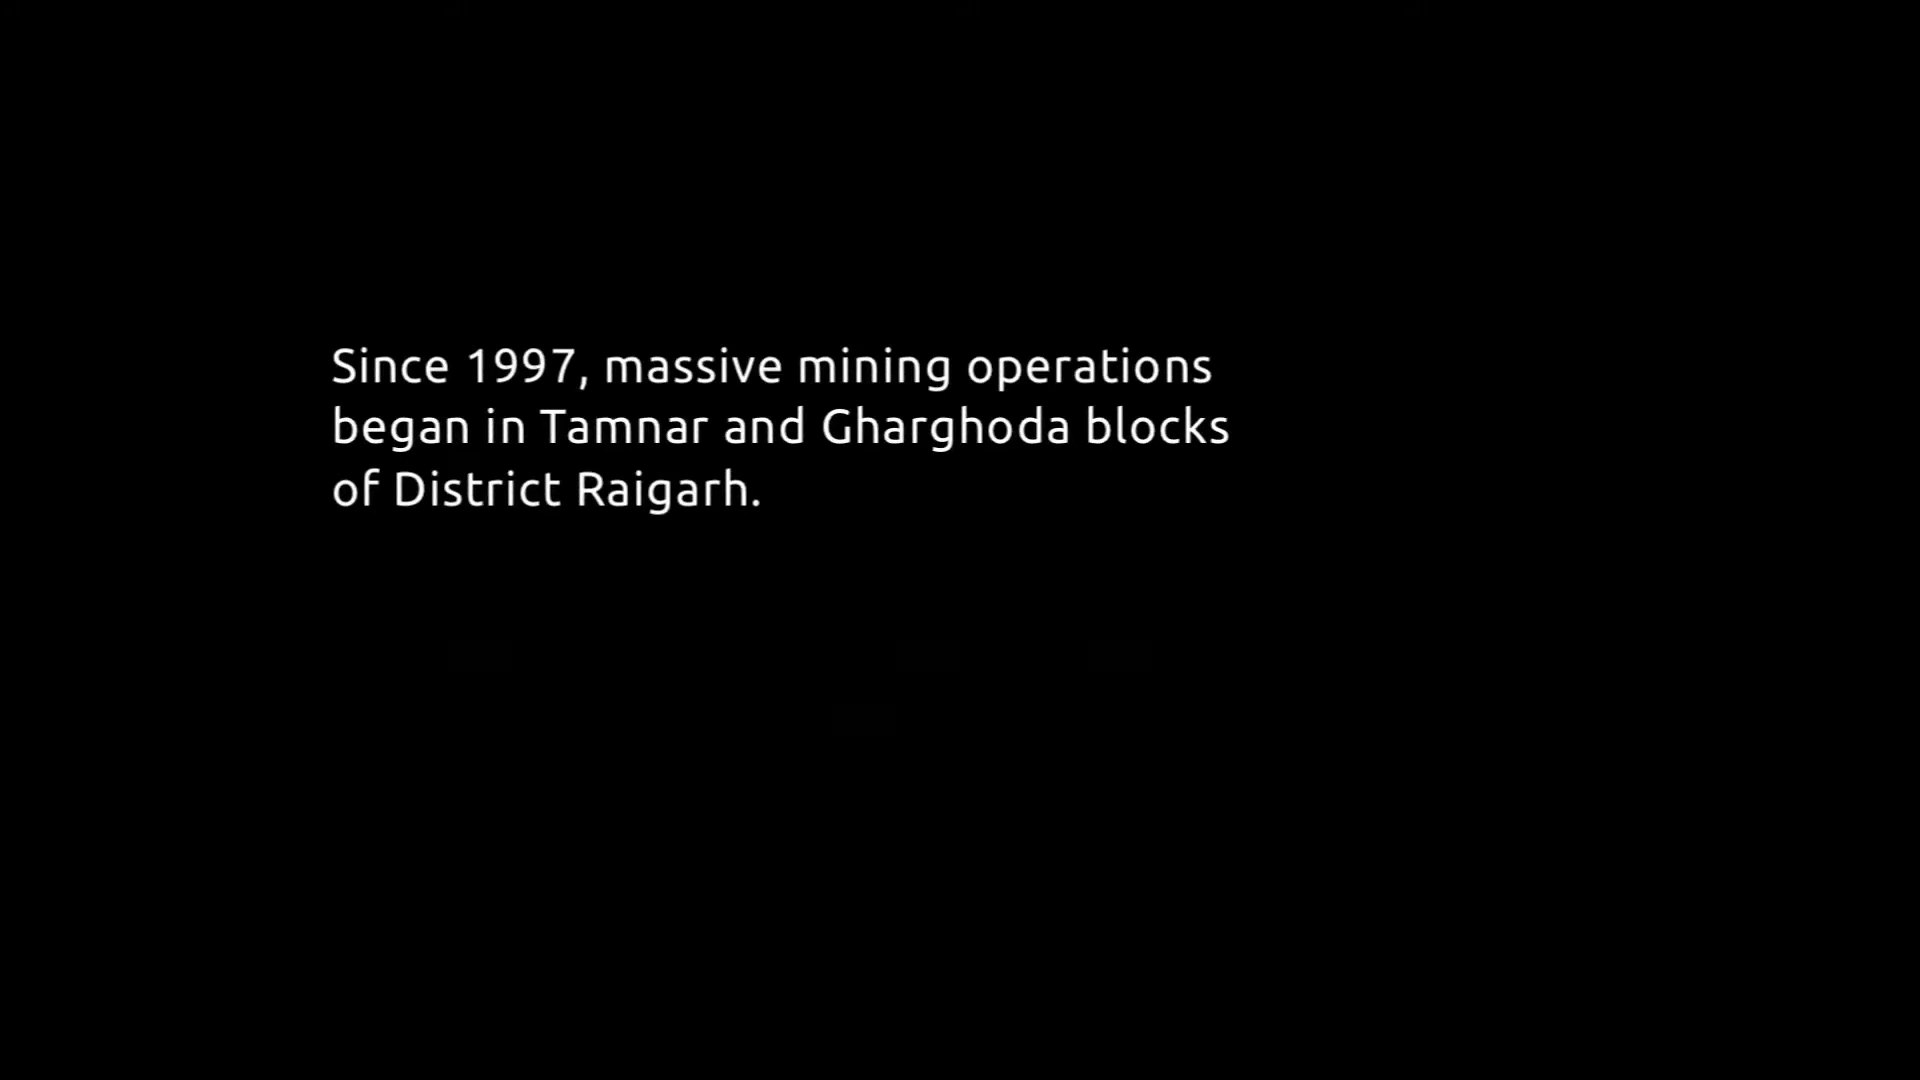 Since 1997, massive mining operations
began in Tamnar and Gharghoda blocks
of District Raigarh.